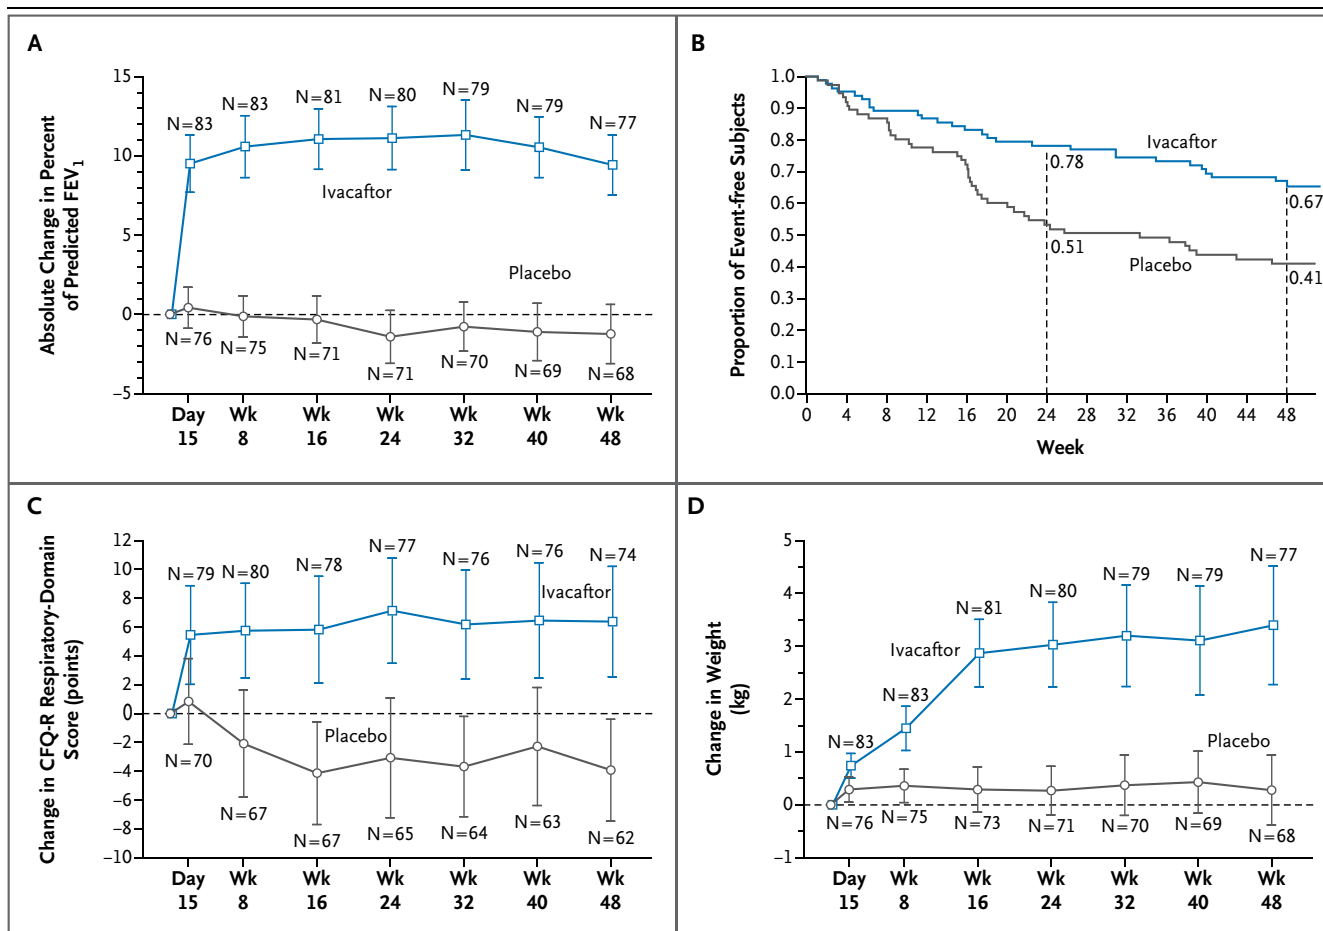 A
Absolute Change in Percent
of Predicted FEV1
15
10
5
0
−5
N=83
N=83
N=81
N=80
N=79
N=79
N=77
Ivacaftor
Placebo
N=76
N=75
N=71
N=71
N=70
N=69
N=68
Day
15
Wk
8
Wk
16
Wk
24
Wk
32
Wk
40
Wk
48
B
Proportion of Event-free Subjects
1.0
0.9
0.8
0.7
0.6
0.5
0.4
0.3
0.2
0.1
0.0
Ivacaftor
0.78
0.67
0.51
Placebo
0.41
0 4 8 12 16 20 24 28 32 36 40 44 48
Week
C
Change in CFQ-R Respiratory-Domain
Score (points)
12
10
8
6
4
2
0
−2
−4
−6
−8
−10
N=79
N=80
N=78
N=77
N=76
N=76
N=74
Ivacaftor
Placebo
N=70
N=67
N=67
N=65
N=64
N=63
N=62
Day
15
Wk
8
Wk
16
Wk
24
Wk
32
Wk
40
Wk
48
D
Change in Weight
(kg)
5
4
3
2
1
0
−1
N=83
N=83
N=81
N=80
N=79
N=79
N=77
Ivacaftor
Placebo
N=76
N=75
N=73
N=71
N=70
N=69
N=68
Day
15
Wk
8
Wk
16
Wk
24
Wk
32
Wk
40
Wk
48